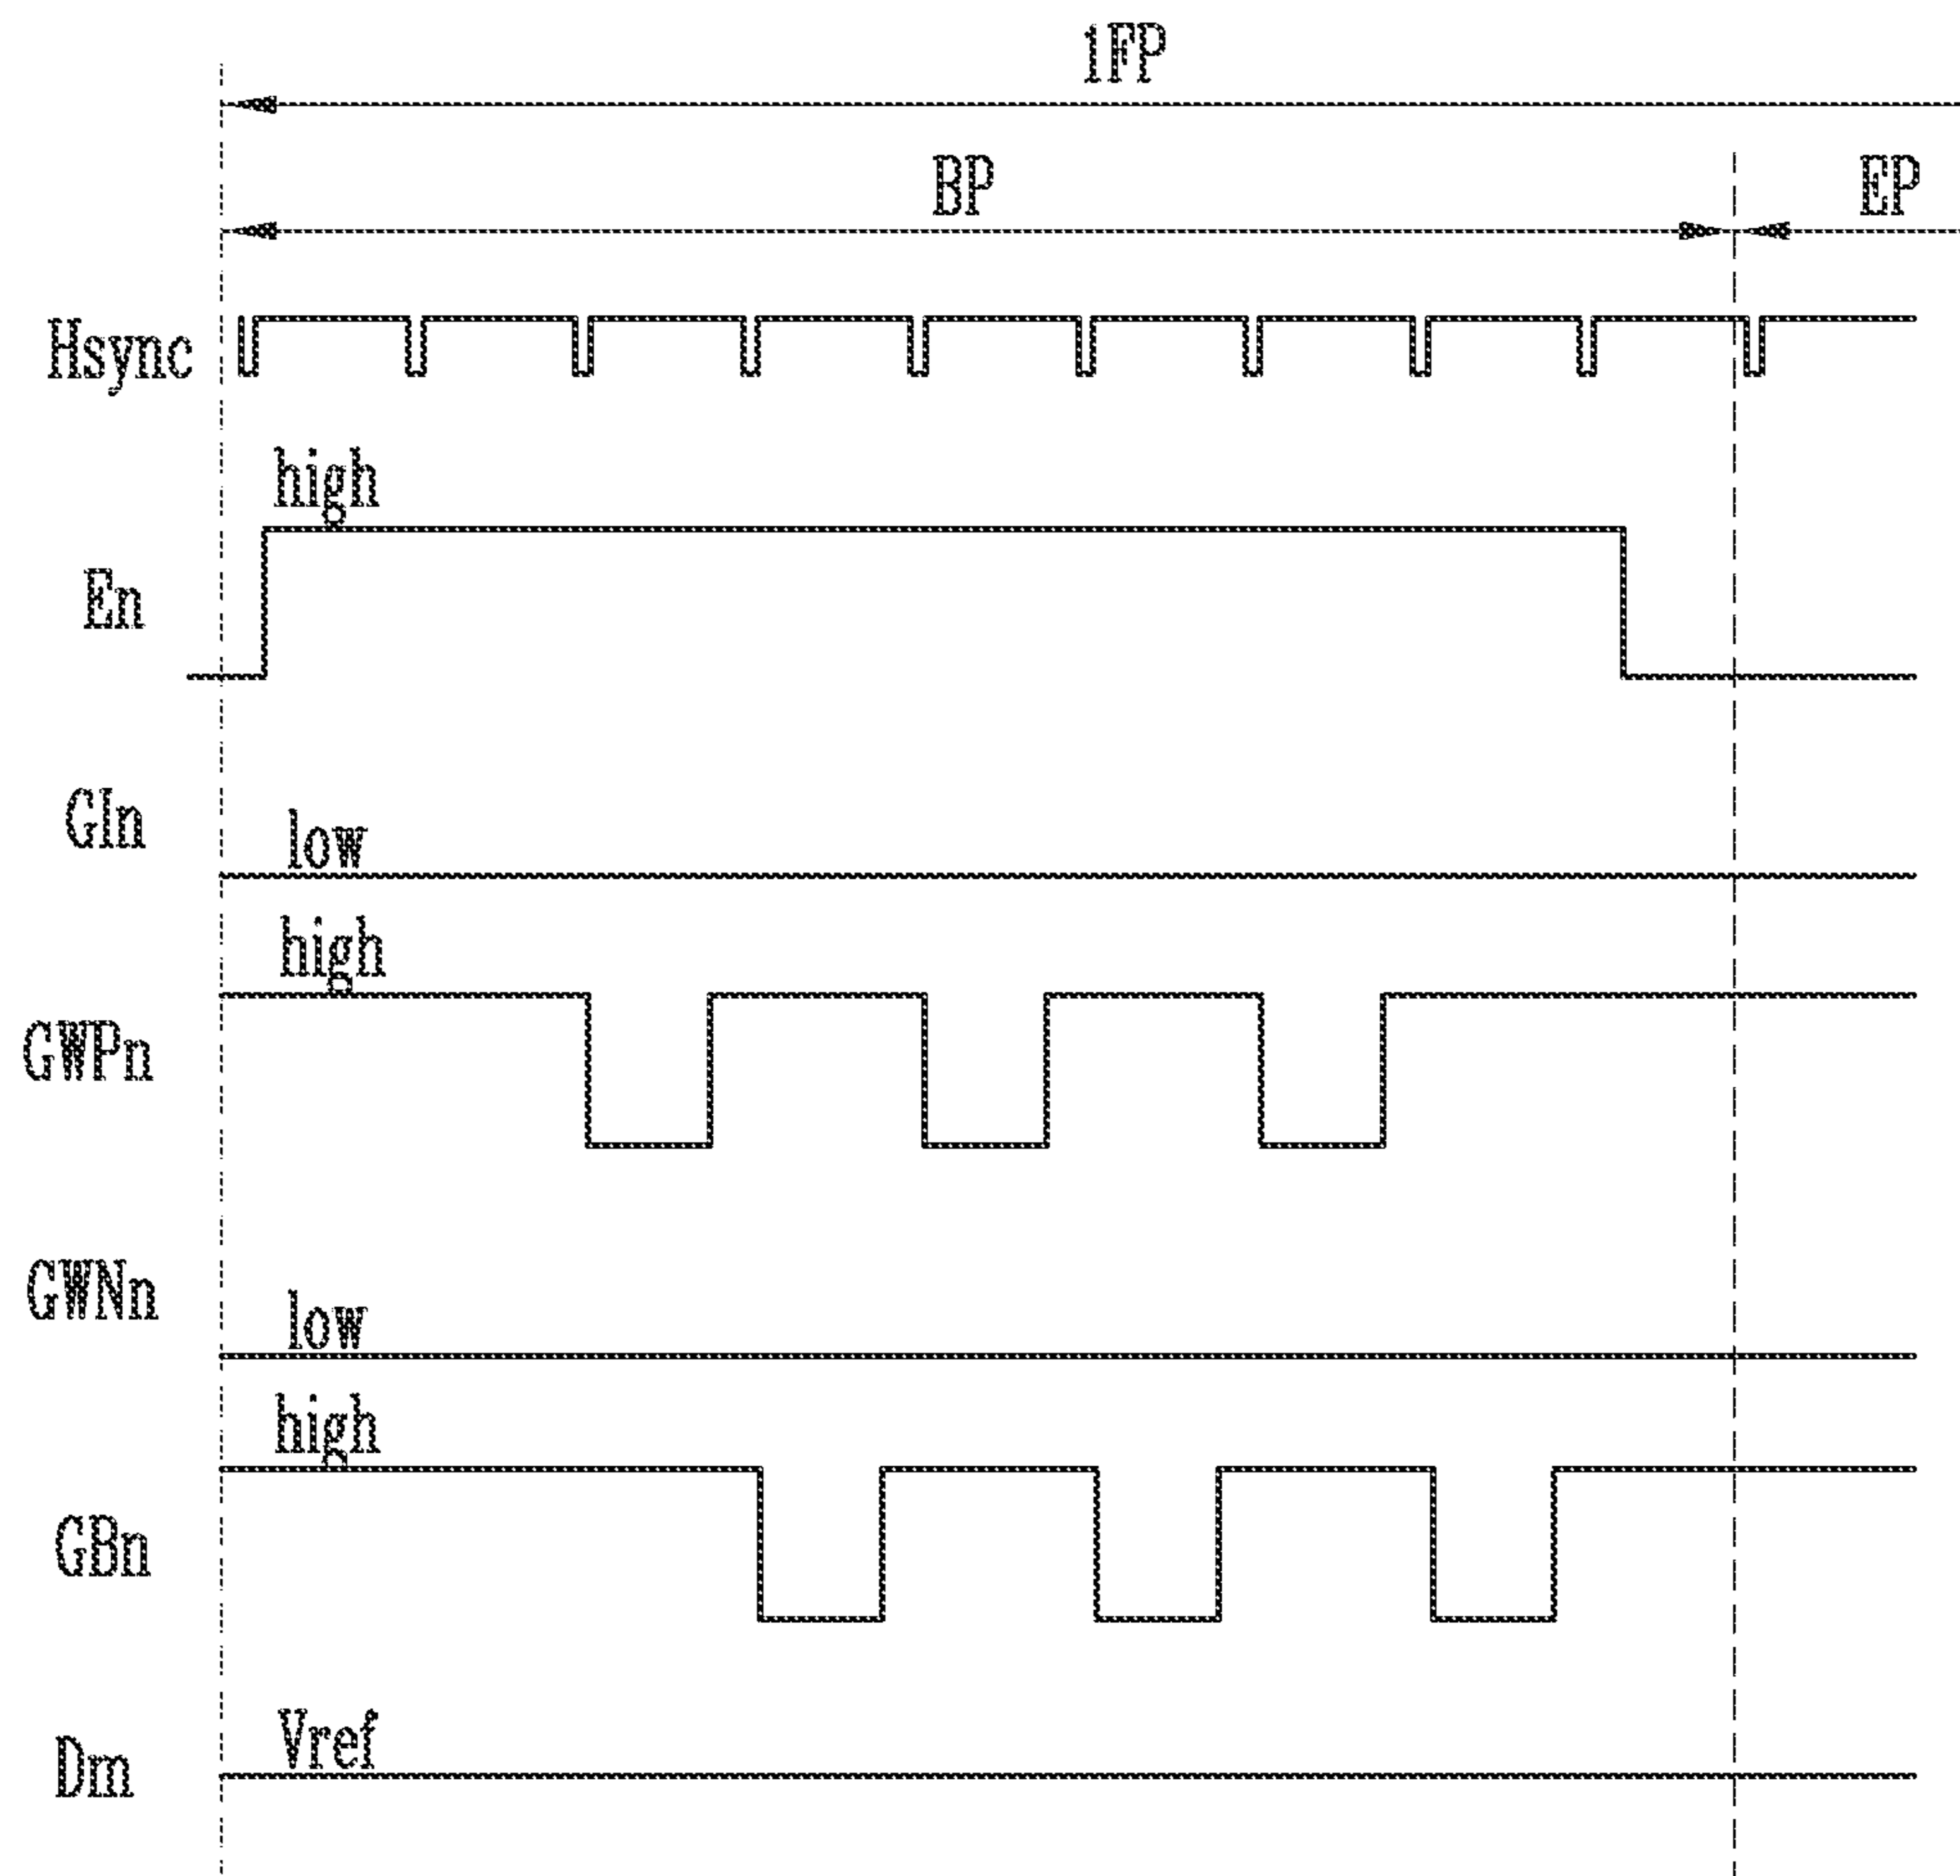 1FP
BP
EP
Hsync
high
En
GIn
low
high
GWPn
GWNn
low
high
GBn
Vref
Dm